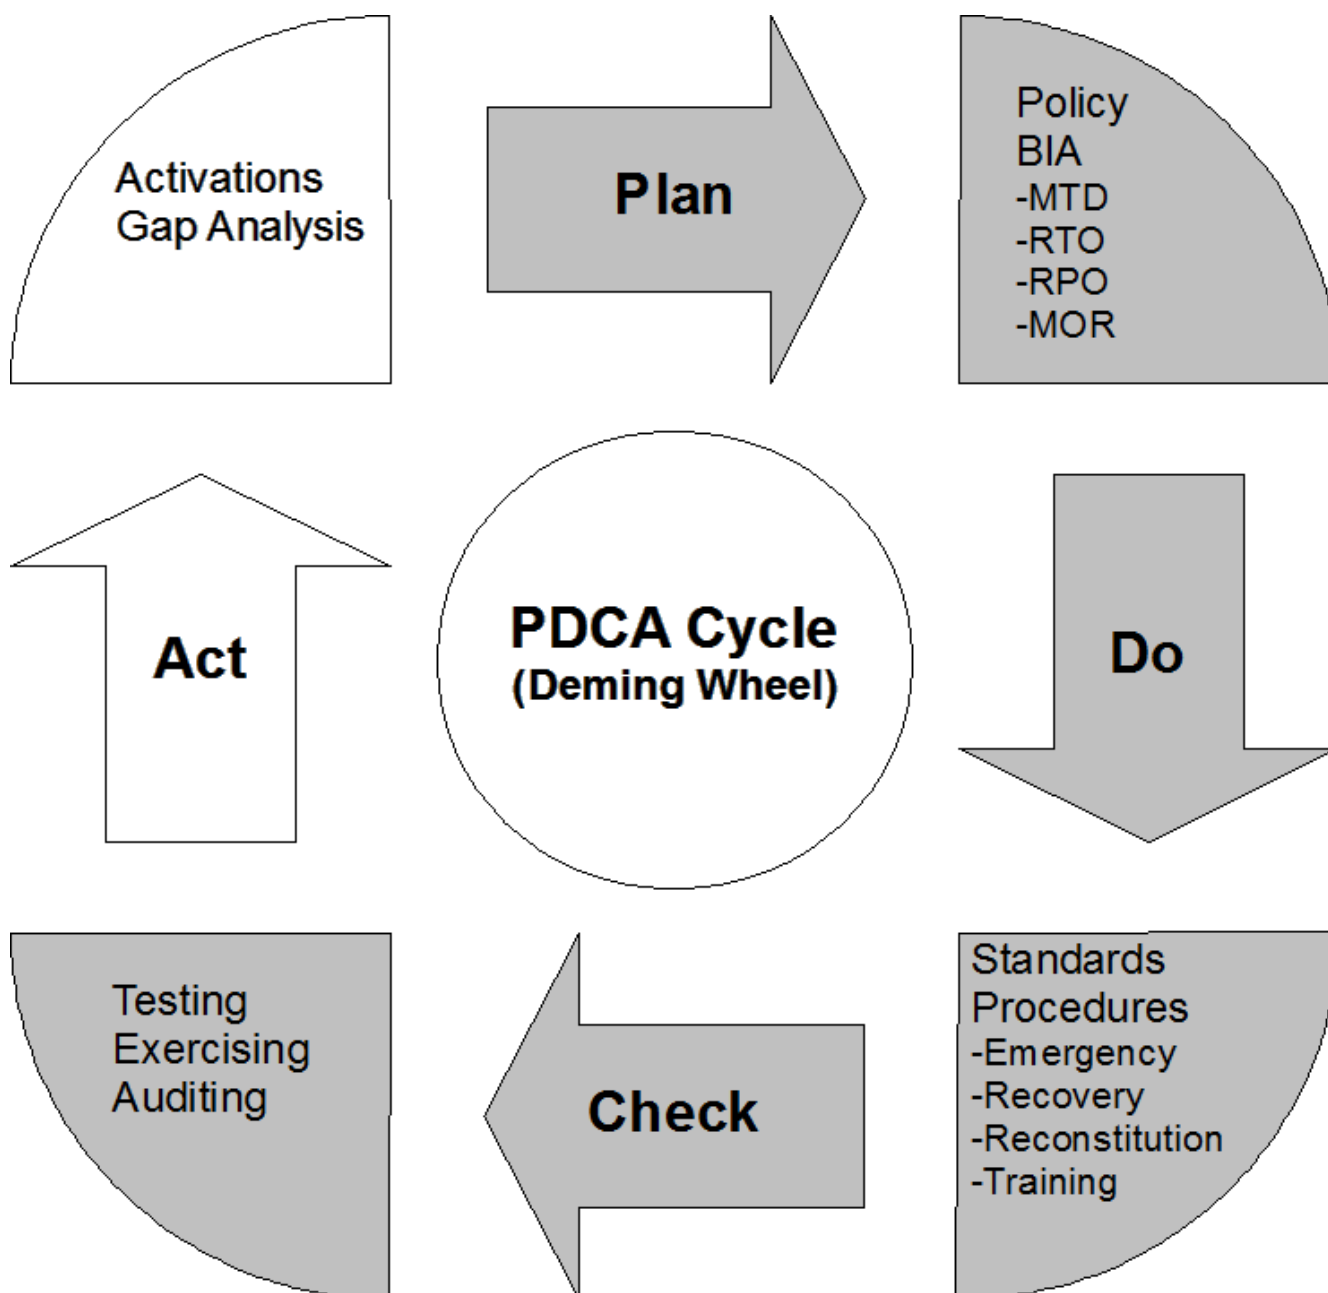 Activations
Gap Analysis
Plan
Policy
BIA
-MTD
-RTO
-RPO
-MOR
Act
PDCA Cycle
(Deming Wheel)
Do
Testing
Exercising
Auditing
Check
Standards
Procedures
-Emergency
-Recovery
-Reconstitution
-Training